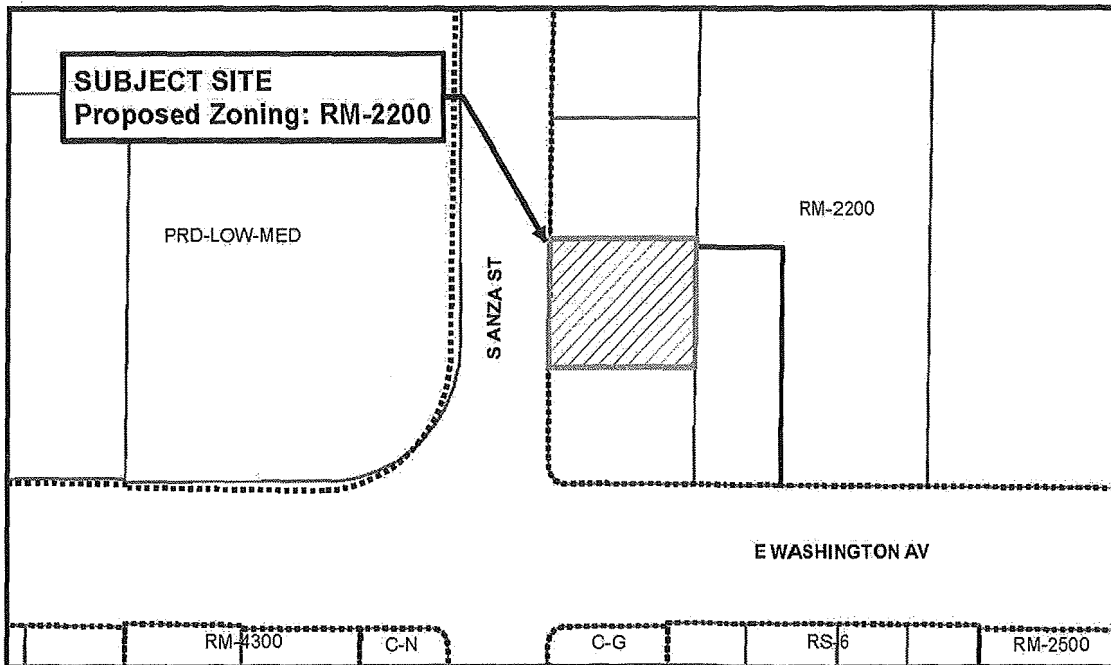 SUBJECT SITE
Proposed Zoning: RM-2200
RM-2200
PRD-LOW-MED
S ANZA ST
E WASHINGTON AV
RM-4300
C-N
C-G
RS-6
RM-2500